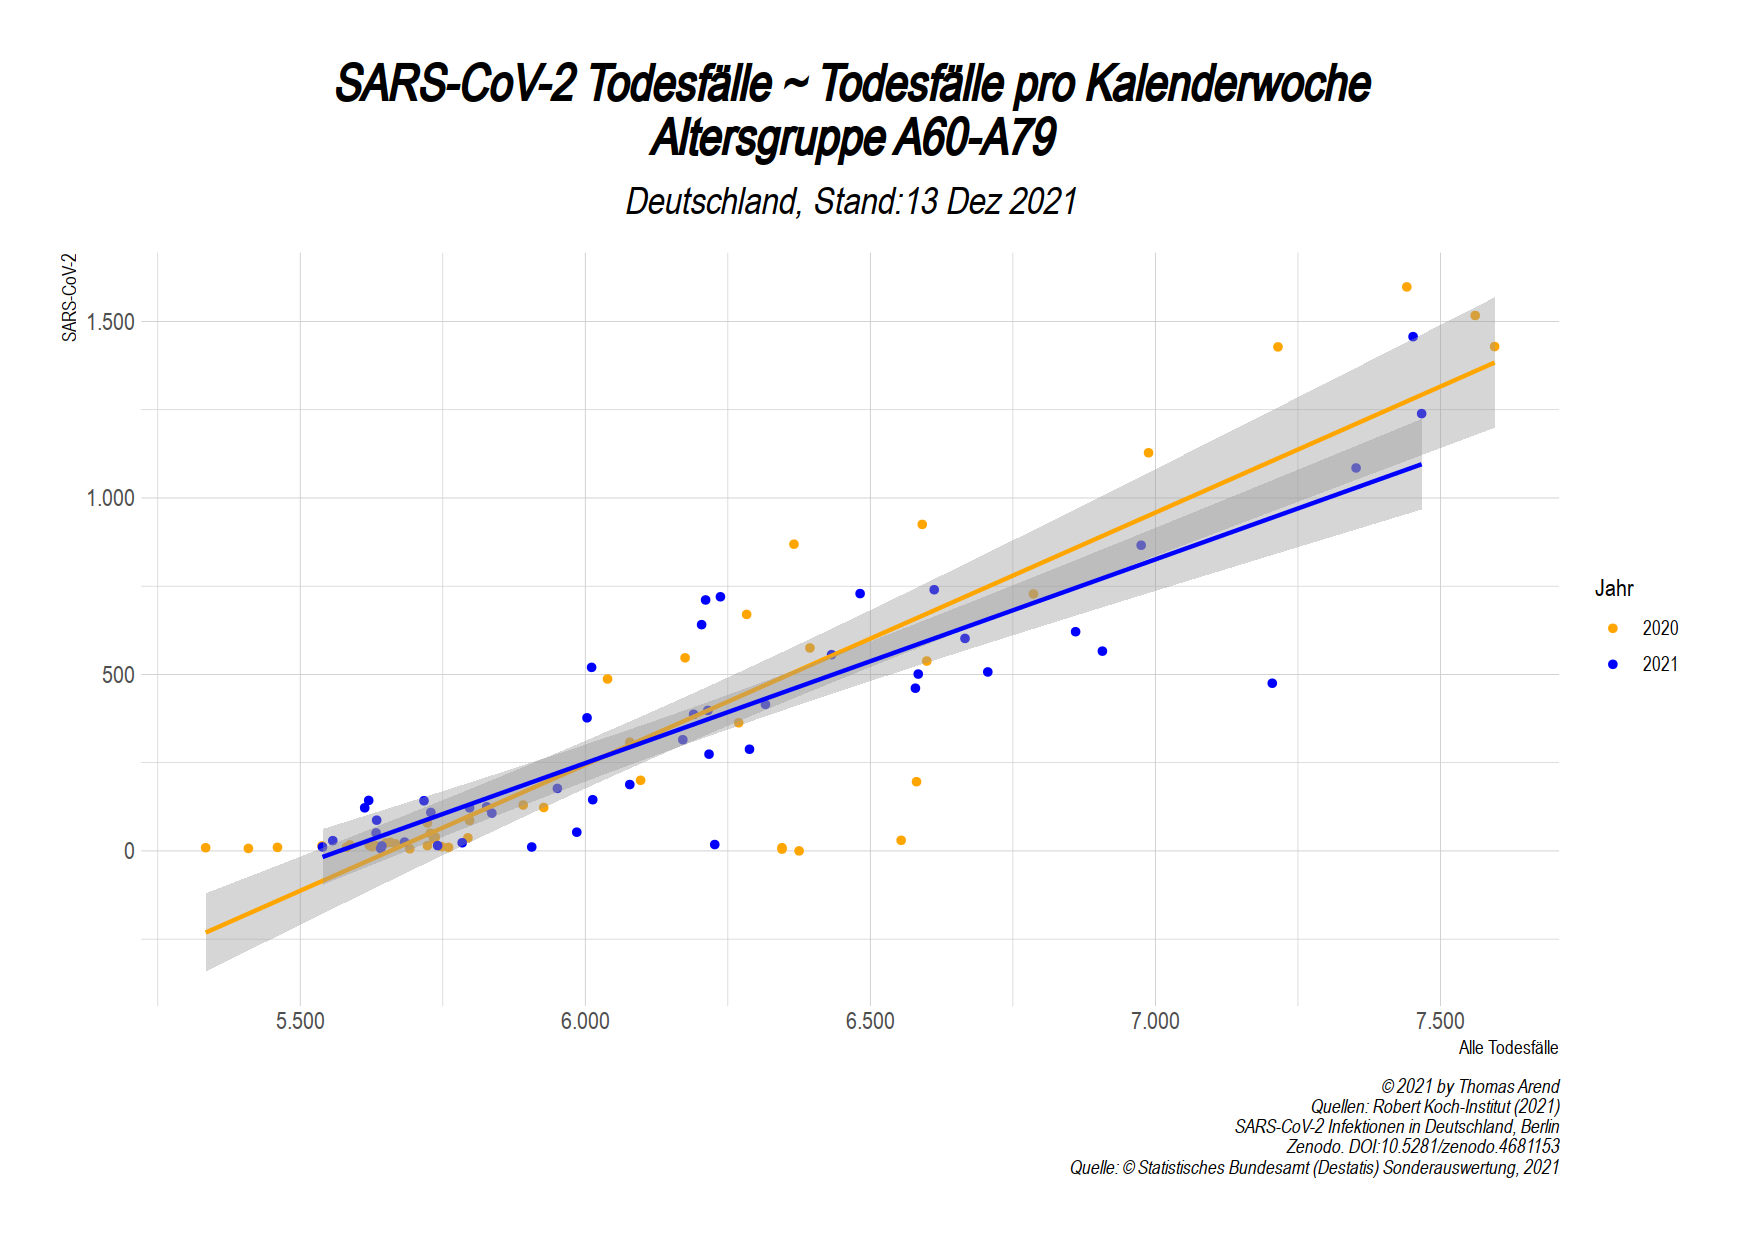 SARS-CoV-2 Todesfälle ~ Todesfälle pro Kalenderwoche
Altersgruppe A60-A79
Deutschland, Stand:13 Dez 2021
SARS-CoV-2
1.500
1.000
500
0
5.500
6.000
6.500
7.000
7.500
Alle Todesfälle
Jahr
2020
2021
© 2021 by Thomas Arend
Quellen: Robert Koch-Institut (2021)
SARS-CoV-2 Infektionen in Deutschland, Berlin
Zenodo. DOI:10.5281/zenodo.4681153
Quelle: © Statistisches Bundesamt (Destatis) Sonderauswertung, 2021